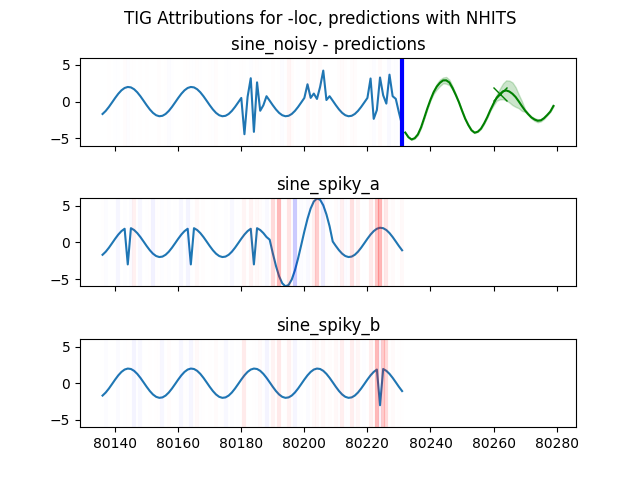 TIG Attributions for -loc, predictions with NHITS
sine_noisy - predictions
5
0
−5
sine_spiky_a
5
0
−5
sine_spiky_b
5
0
−5
80140 80160 80180 80200 80220 80240 80260 80280